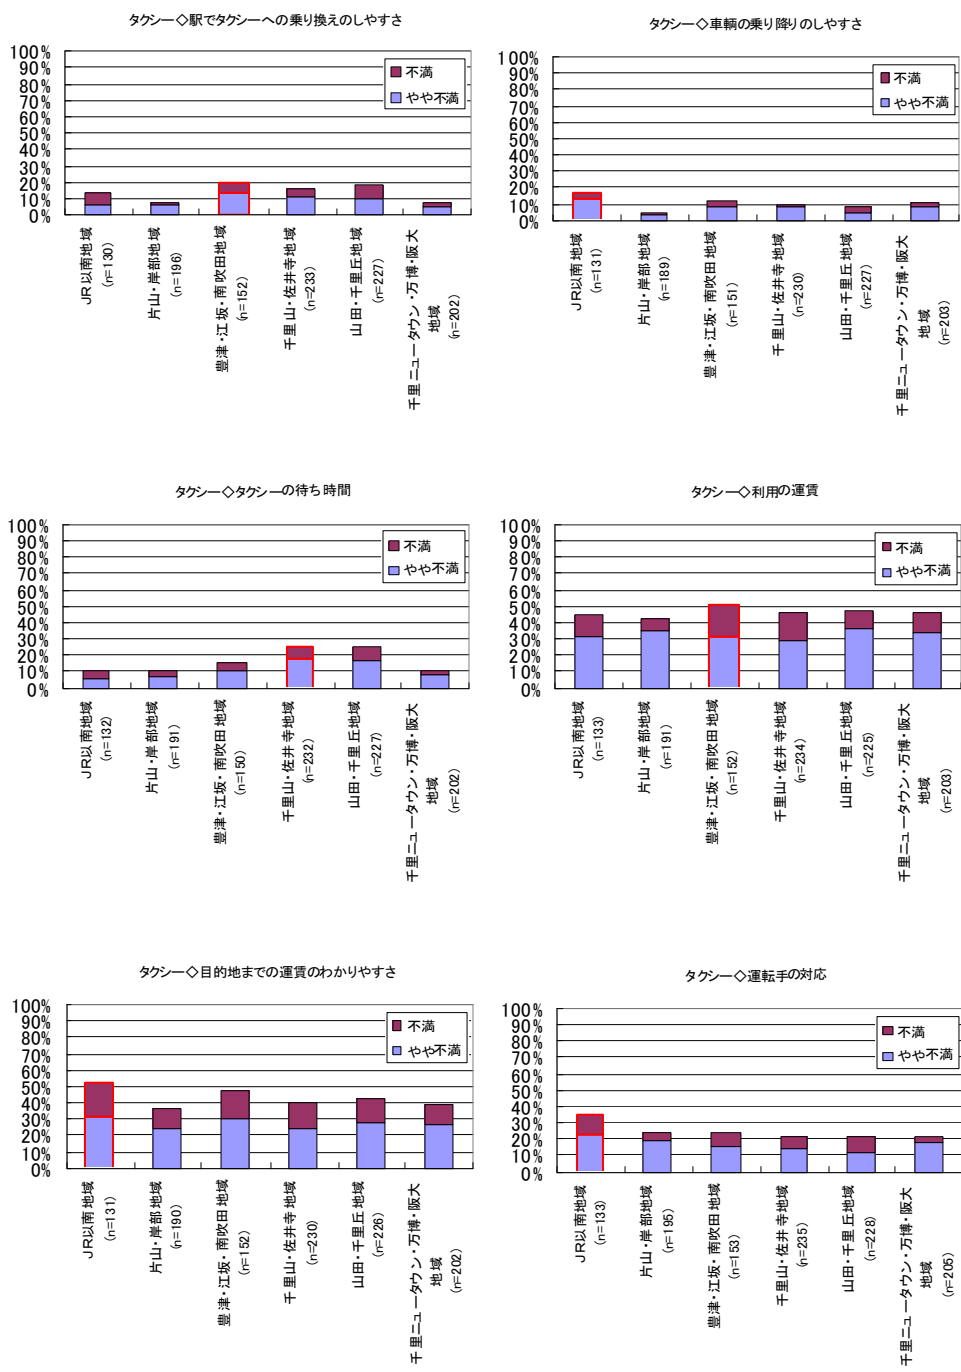 タクシー◇駅でタクシーへの乗り換えのしやすさ
100%
90%
80%
70%
60%
50%
40%
30%
20%
10%
0%
不満
やや不満
JR以南地域
(n=130)
片山・岸部地域
(n=196)
豊津・江坂・南吹田地域
(n=152)
千里山・佐井寺地域
(n=233)
山田・千里丘地域
(n=227)
千里ニュータウン・万博・阪大
地域
(n=202)
タクシー◇車輌の乗り降りのしやすさ
100%
90%
80%
70%
60%
50%
40%
30%
20%
10%
0%
不満
やや不満
JR以南地域
(n=131)
片山・岸部地域
(n=189)
豊津・江坂・南吹田地域
(n=151)
千里山・佐井寺地域
(n=230)
山田・千里丘地域
(n=227)
千里ニュータウン・万博・阪大
地域
(n=203)
タクシー◇タクシーの待ち時間
100%
90%
80%
70%
60%
50%
40%
30%
20%
10%
0%
不満
やや不満
JR以南地域
(n=132)
片山・岸部地域
(n=191)
豊津・江坂・南吹田地域
(n=150)
千里山・佐井寺地域
(n=232)
山田・千里丘地域
(n=227)
千里ニュータウン・万博・阪大
地域
(n=202)
タクシー◇利用の運賃
100%
90%
80%
70%
60%
50%
40%
30%
20%
10%
0%
不満
やや不満
JR以南地域
(n=133)
片山・岸部地域
(n=191)
豊津・江坂・南吹田地域
(n=152)
千里山・佐井寺地域
(n=234)
山田・千里丘地域
(n=225)
千里ニュータウン・万博・阪大
地域
(n=203)
タクシー◇目的地までの運賃のわかりやすさ
100%
90%
80%
70%
60%
50%
40%
30%
20%
10%
0%
不満
やや不満
JR以南地域
(n=131)
片山・岸部地域
(n=190)
豊津・江坂・南吹田地域
(n=152)
千里山・佐井寺地域
(n=230)
山田・千里丘地域
(n=226)
千里ニュータウン・万博・阪大
地域
(n=202)
タクシー◇運転手の対応
100%
90%
80%
70%
60%
50%
40%
30%
20%
10%
0%
不満
やや不満
JR以南地域
(n=133)
片山・岸部地域
(n=195)
豊津・江坂・南吹田地域
(n=153)
千里山・佐井寺地域
(n=235)
山田・千里丘地域
(n=228)
千里ニュータウン・万博・阪大
地域
(n=205)